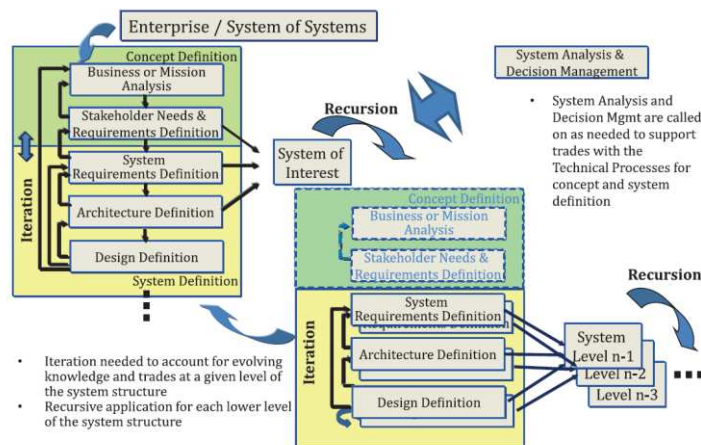 Enterprise / System of Systems
Concept Definition
Business or Mission
Analysis
Stakeholder Needs &
Requirements Definition
System
Requirements Definition
Architecture Definition
Design Definition
System Definition
Iteration
Recursion
System of
Interest
System Analysis &
Decision Management
• System Analysis and
Decision Mgmt are called
on as needed to support
trades with the
Technical Processes for
concept and system
definition
Concept Definition
Business or Mission
Analysis
Stakeholder Needs &
Requirements Definition
System
Requirements Definition
Architecture Definition
Design Definition
Iteration
Recursion
System
Level n-1
Level n-2
Level n-3
• Iteration needed to account for evolving
knowledge and trades at a given level of
the system structure
• Recursive application for each lower level
of the system structure